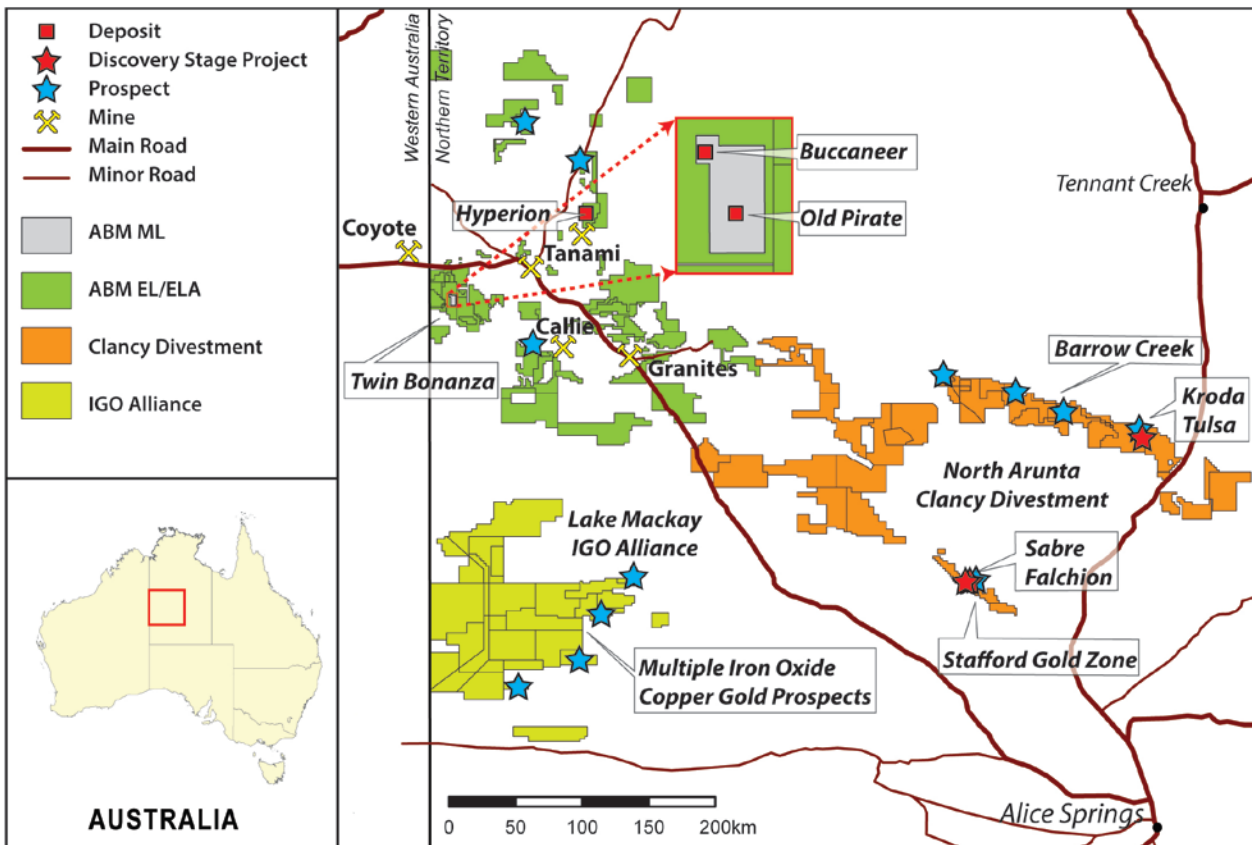 Deposit
Discovery Stage Project
Prospect
Mine
Main Road
Minor Road
ABM ML
ABM EL/ELA
Clancy Divestment
IGO Alliance
AUSTRALIA
Western Australia
Northern Territory
Buccaneer
Old Pirate
Tennant Creek
Hyperion
Coyote
Tanami
Callie
Granites
Twin Bonanza
Barrow Creek
Kroda
Tulsa
North Arunta
Clancy Divestment
Lake Mackay
IGO Alliance
Sabre
Falchion
Stafford Gold Zone
Multiple Iron Oxide
Copper Gold Prospects
0 50 100 200km
Alice Springs